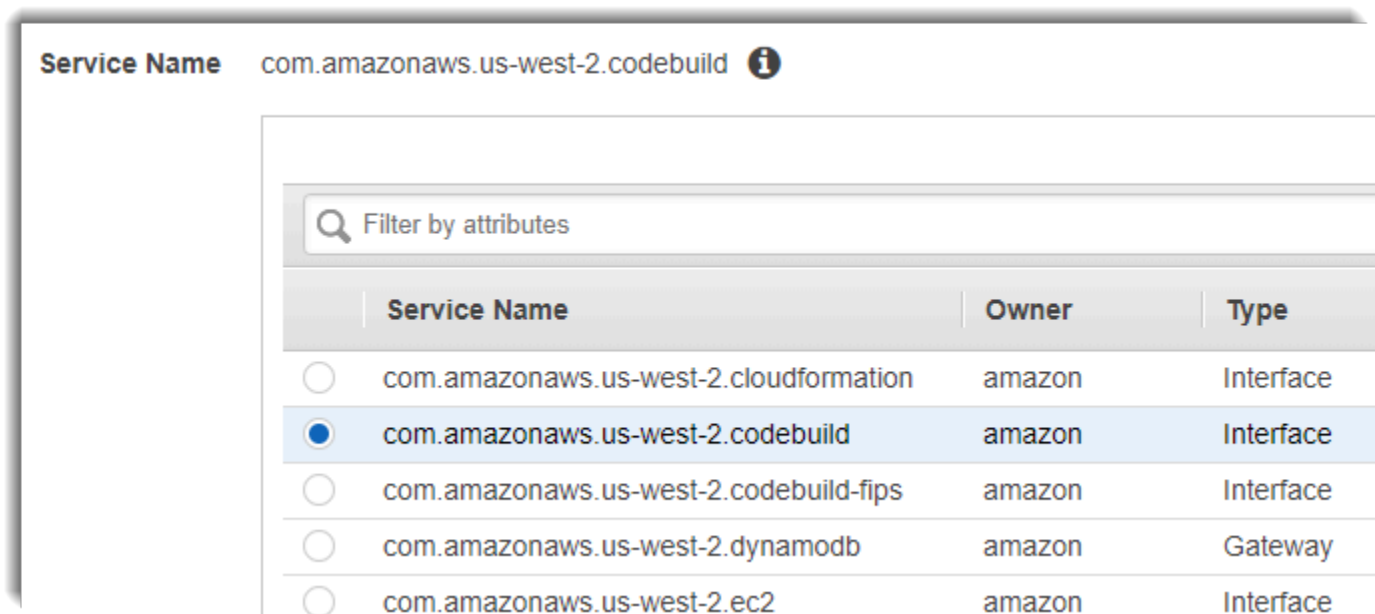 Service Name com.amazonaws.us-west-2.codebuild
Filter by attributes
Service Name Owner Type
com.amazonaws.us-west-2.cloudformation amazon Interface
com.amazonaws.us-west-2.codebuild amazon Interface
com.amazonaws.us-west-2.codebuild-fips amazon Interface
com.amazonaws.us-west-2.dynamodb amazon Gateway
com.amazonaws.us-west-2.ec2 amazon Interface